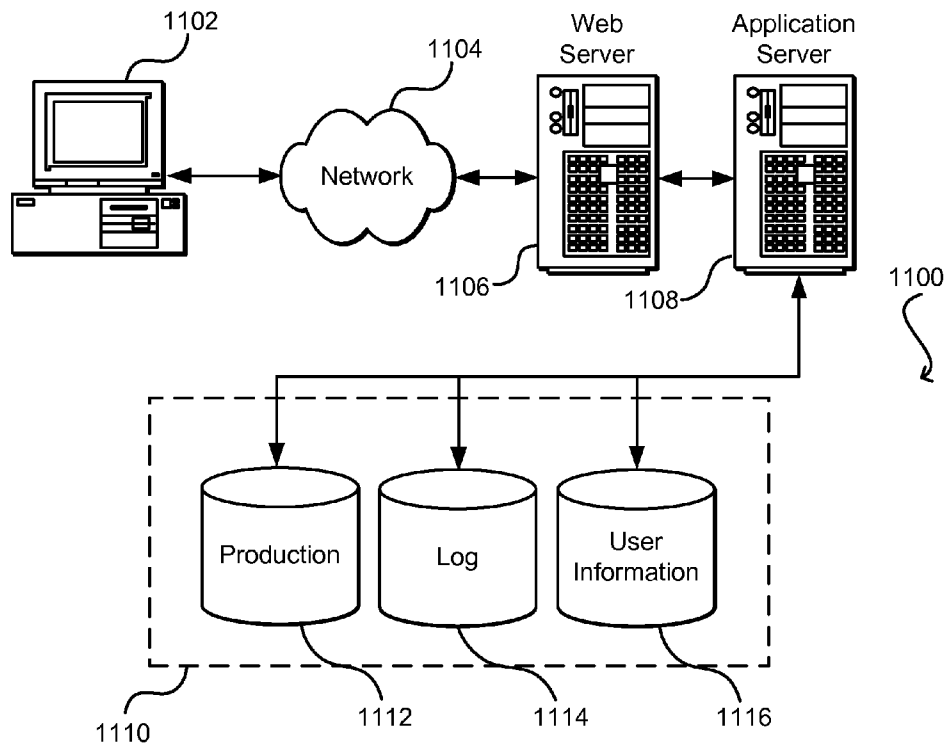 1102
1104
Web
Server
Application
Server
Network
1106
1108
1100
Production
Log
User
Information
1110
1112
1114
1116